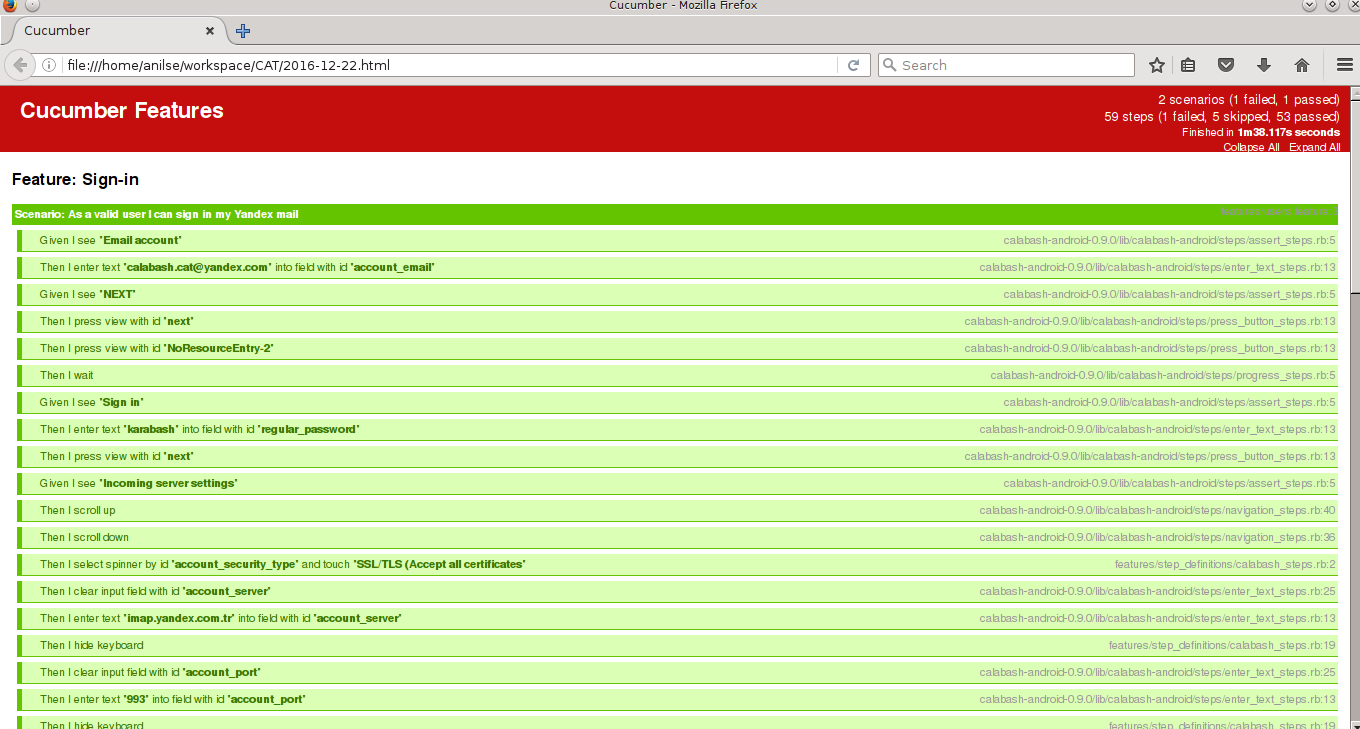 Cucumber - Mozilla Firefox
Cucumber
file:///home/anilse/workspace/CAT/2016-12-22.html
Search
Cucumber Features
2 scenarios (1 failed, 1 passed)
59 steps (1 failed, 5 skipped, 53 passed)
Finished in 1m38.117s seconds
Collapse All Expand All
Feature: Sign-in
Scenario: As a valid user I can sign in my Yandex mail
Given I see "Email account" calabash-android-0.9.0/lib/calabash-android/steps/assert_steps.rb:5
Then I enter text "calabash.cat@yandex.com" into field with id "account_email" calabash-android-0.9.0/lib/calabash-android/steps/enter_text_steps.rb:13
Given I see "NEXT" calabash-android-0.9.0/lib/calabash-android/steps/assert_steps.rb:5
Then I press view with id "next" calabash-android-0.9.0/lib/calabash-android/steps/press_button_steps.rb:13
Then I press view with id "NoResourceEntry-2" calabash-android-0.9.0/lib/calabash-android/steps/press_button_steps.rb:13
Then I wait calabash-android-0.9.0/lib/calabash-android/steps/progress_steps.rb:5
Given I see "Sign in" calabash-android-0.9.0/lib/calabash-android/steps/assert_steps.rb:5
Then I enter text "karabash" into field with id "regular_password" calabash-android-0.9.0/lib/calabash-android/steps/enter_text_steps.rb:13
Then I press view with id "next" calabash-android-0.9.0/lib/calabash-android/steps/press_button_steps.rb:13
Given I see "Incoming server settings" calabash-android-0.9.0/lib/calabash-android/steps/assert_steps.rb:5
Then I scroll up calabash-android-0.9.0/lib/calabash-android/steps/navigation_steps.rb:40
Then I scroll down calabash-android-0.9.0/lib/calabash-android/steps/navigation_steps.rb:36
Then I select spinner by id "account_security_type" and touch "SSL/TLS (Accept all certificates" features/step_definitions/calabash_steps.rb:2
Then I clear input field with id "account_server" calabash-android-0.9.0/lib/calabash-android/steps/enter_text_steps.rb:25
Then I enter text "imap.yandex.com.tr" into field with id "account_server" calabash-android-0.9.0/lib/calabash-android/steps/enter_text_steps.rb:13
Then I hide keyboard features/step_definitions/calabash_steps.rb:19
Then I clear input field with id "account_port" calabash-android-0.9.0/lib/calabash-android/steps/enter_text_steps.rb:25
Then I enter text "993" into field with id "account_port" calabash-android-0.9.0/lib/calabash-android/steps/enter_text_steps.rb:13
Then I hide keyboard features/step_definitions/calabash_steps.rb:19